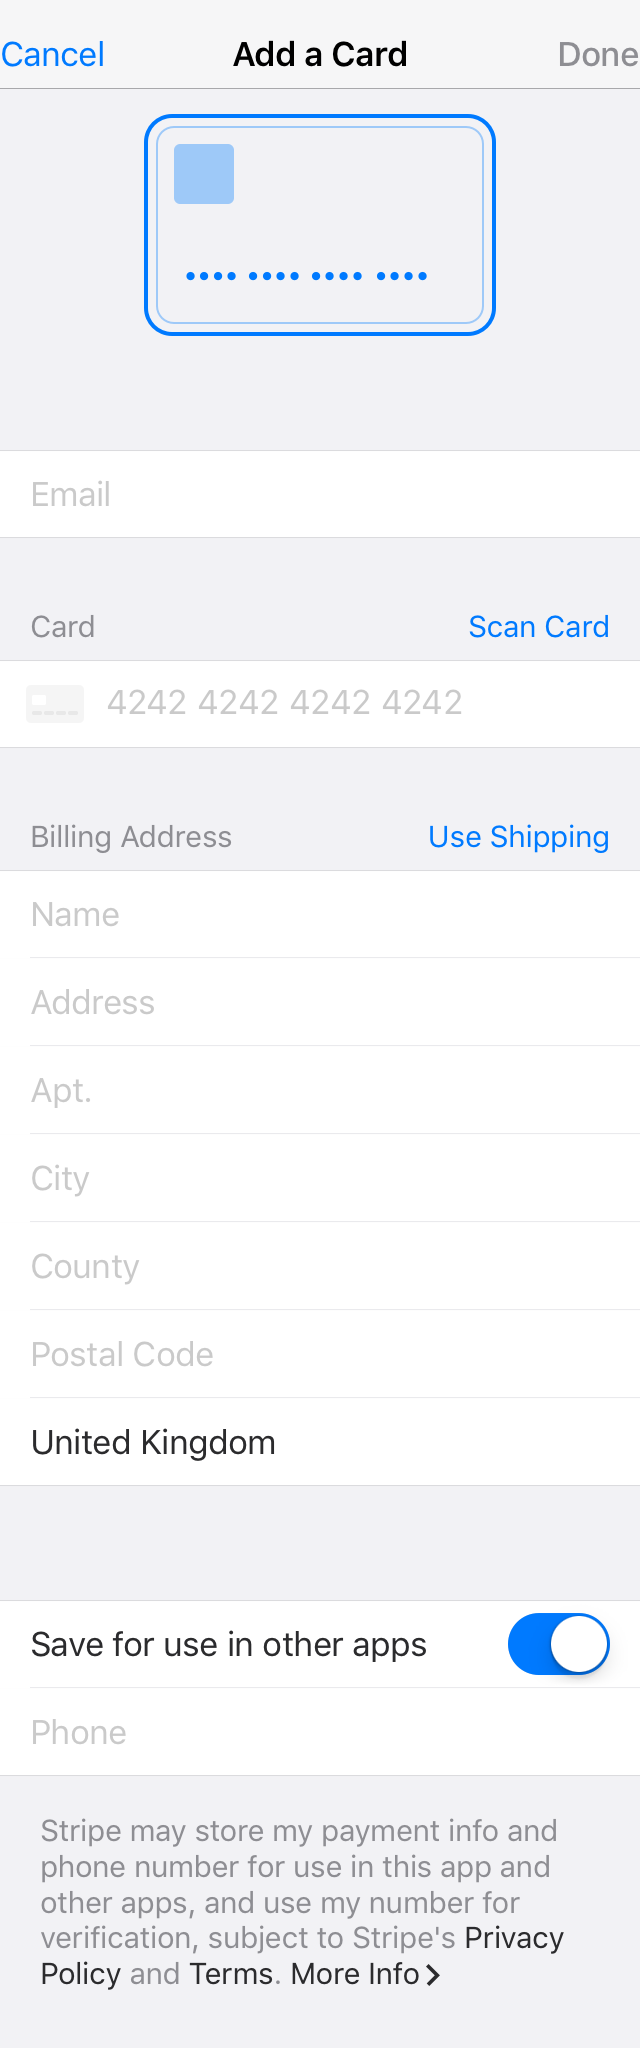 Cancel Add a Card Done
•••• •••• •••• ••••
Email
Card Scan Card
4242 4242 4242 4242
Billing Address Use Shipping
Name
Address
Apt.
City
County
Postal Code
United Kingdom
Save for use in other apps
Phone
Stripe may store my payment info and
phone number for use in this app and
other apps, and use my number for
verification, subject to Stripe's Privacy
Policy and Terms. More Info